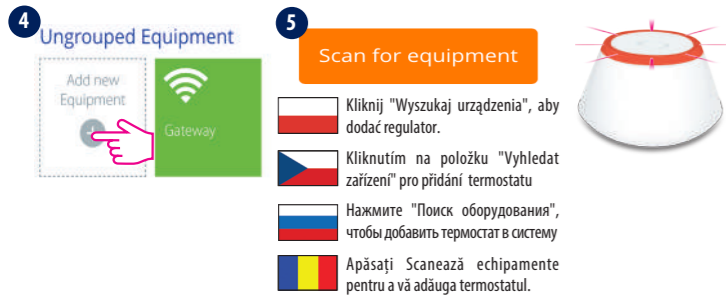 4
Ungrouped Equipment
Add new
Equipment
Gateway
5
Scan for equipment
Kliknij "Wyszukaj urządzenia", aby
dodać regulator.
Kliknutím na položku "Vyhledat
zařízení" pro přidání termostatu
Нажмите "Поиск оборудования",
чтобы добавить термостат в систему
Apăsați Scanează echipamente
pentru a vă adăuga termostatul.